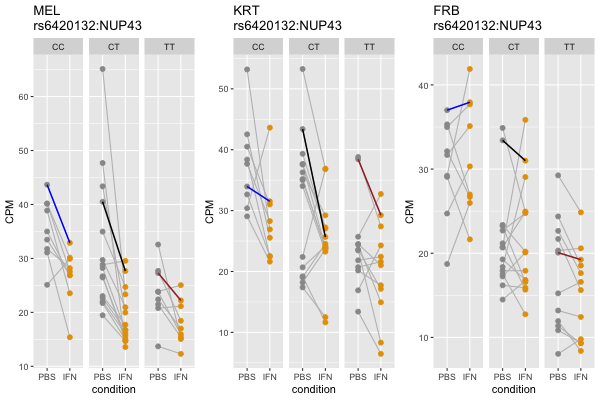 MEL
rs6420132:NUP43
CC CT TT
CPM
60
50
40
30
20
10
PBS IFN PBS IFN PBS IFN
condition
KRT
rs6420132:NUP43
CC CT TT
CPM
50
40
30
20
10
PBS IFN PBS IFN PBS IFN
condition
FRB
rs6420132:NUP43
CC CT TT
CPM
40
30
20
10
PBS IFN PBS IFN PBS IFN
condition